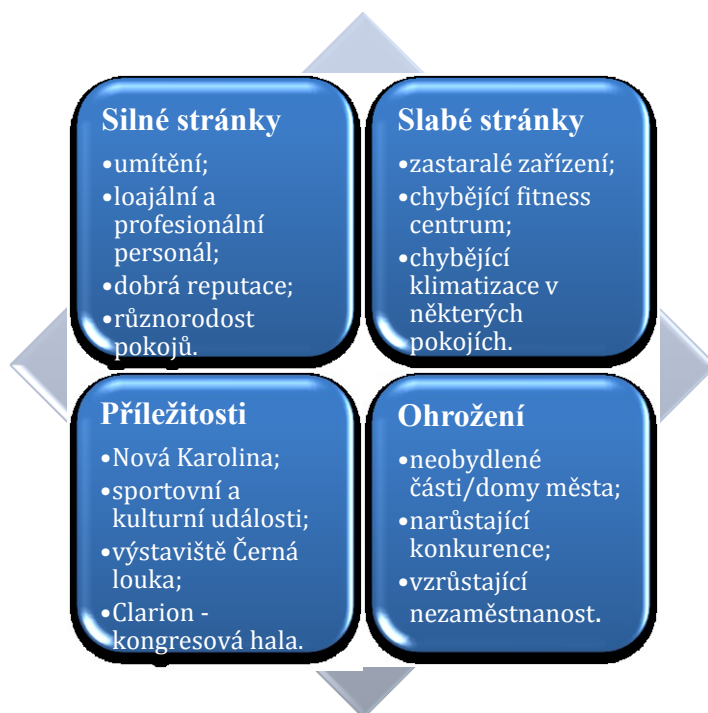 Silné stránky
•umítění;
•loajální a
profesionální
personál;
•dobrá reputace;
•různorodost
pokojů.
Slabé stránky
•zastaralé zařízení;
•chybějící fitness
centrum;
•chybějící
klimatizace v
některých
pokojích.
Příležitosti
•Nová Karolina;
•sportovní a
kulturní události;
•výstaviště Černá
louka;
•Clarion -
kongresová hala.
Ohrožení
•neobydlené
části/domy města;
•narůstající
konkurence;
•vzrůstající
nezaměstnanost.